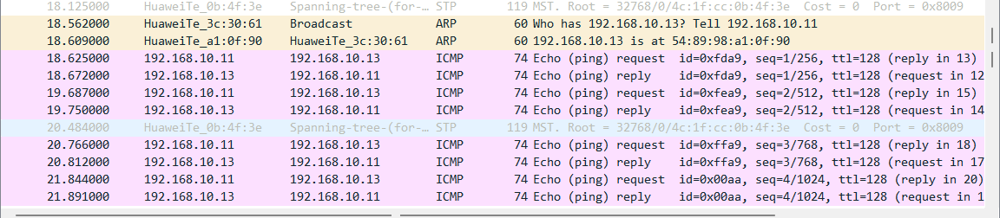 18.125000 HuaweiTe_0b:4f:3e Spanning-tree-(for-… STP 119 MST. Root = 32768/0/4c:1f:cc:0b:4f:3e Cost = 0 Port = 0x8009
18.562000 HuaweiTe_3c:30:61 Broadcast ARP 60 Who has 192.168.10.13? Tell 192.168.10.11
18.609000 HuaweiTe_a1:0f:90 HuaweiTe_3c:30:61 ARP 60 192.168.10.13 is at 54:89:98:a1:0f:90
18.625000 192.168.10.11 192.168.10.13 ICMP 74 Echo (ping) request id=0xfda9, seq=1/256, ttl=128 (reply in 13)
18.672000 192.168.10.13 192.168.10.11 ICMP 74 Echo (ping) reply id=0xfda9, seq=1/256, ttl=128 (request in 12
19.687000 192.168.10.11 192.168.10.13 ICMP 74 Echo (ping) request id=0xfea9, seq=2/512, ttl=128 (reply in 15)
19.750000 192.168.10.13 192.168.10.11 ICMP 74 Echo (ping) reply id=0xfea9, seq=2/512, ttl=128 (request in 14
20.484000 HuaweiTe_0b:4f:3e Spanning-tree-(for-… STP 119 MST. Root = 32768/0/4c:1f:cc:0b:4f:3e Cost = 0 Port = 0x8009
20.766000 192.168.10.11 192.168.10.13 ICMP 74 Echo (ping) request id=0xffa9, seq=3/768, ttl=128 (reply in 18)
20.812000 192.168.10.13 192.168.10.11 ICMP 74 Echo (ping) reply id=0xffa9, seq=3/768, ttl=128 (request in 17
21.844000 192.168.10.11 192.168.10.13 ICMP 74 Echo (ping) request id=0x00aa, seq=4/1024, ttl=128 (reply in 20)
21.891000 192.168.10.13 192.168.10.11 ICMP 74 Echo (ping) reply id=0x00aa, seq=4/1024, ttl=128 (request in 1